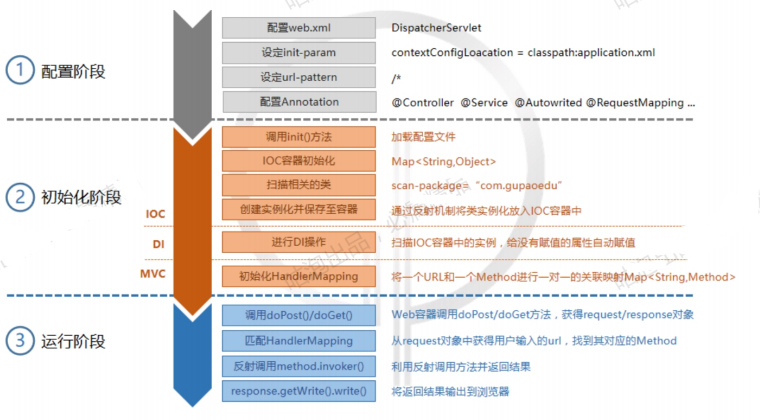 配置web.xml DispatcherServlet
设定init-param contextConfigLoacation = classpath:application.xml
① 配置阶段
设定url-pattern /*
配置Annotation @Controller @Service @Autwrited @RequestMapping ...
调用init()方法 加载配置文件
IOC容器初始化 Map<String,Object>
② 初始化阶段
扫描相关的类 scan-package=“com.gupaoedu”
IOC 创建实例化并保存至容器 通过反射机制将类实例化放入IOC容器中
DI 进行DI操作 扫描IOC容器中的实例，给没有赋值的属性自动赋值
MVC 初始化HandlerMapping 将一个URL和一个Method进行一对一的关联映射Map<String,Method>
调用doPost()/doGet() Web容器调用doPost/doGet方法，获得request/response对象
③ 运行阶段
匹配HandlerMapping 从request对象中获得用户输入的url，找到其对应的Method
反射调用method.invoker() 利用反射调用方法并返回结果
response.getWrite().write() 将返回结果输出到浏览器